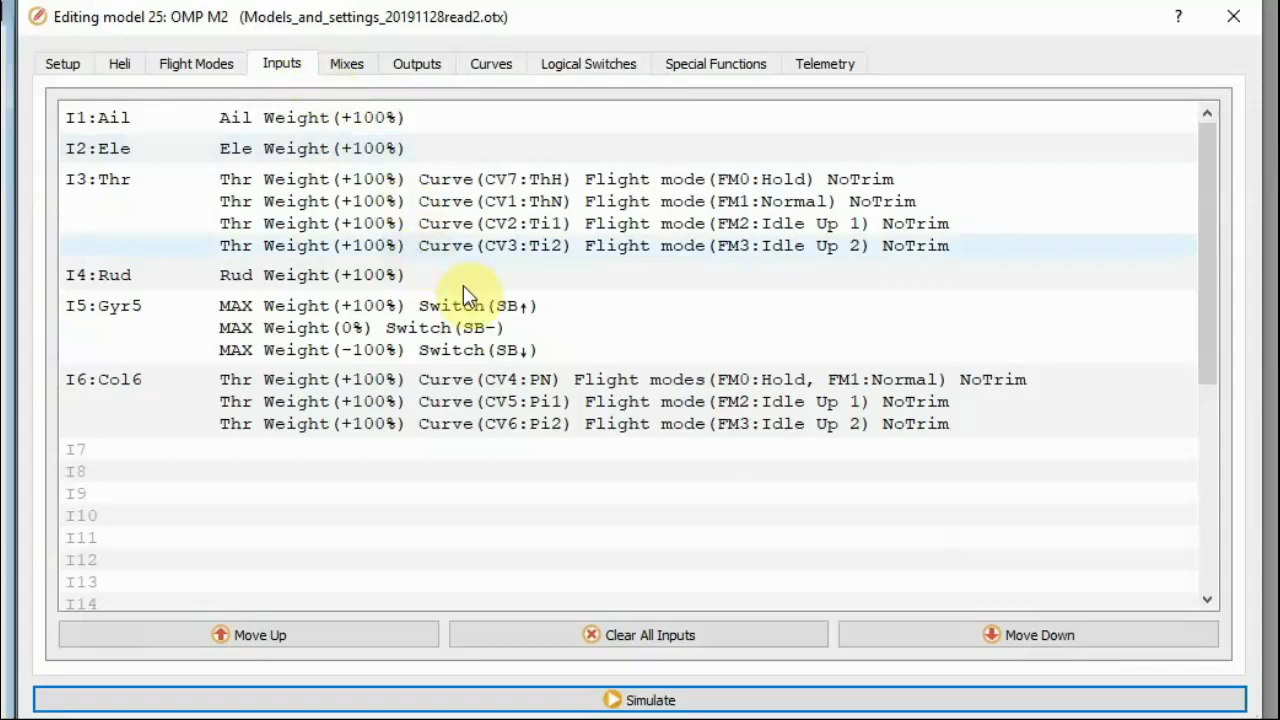 Editing model 25: OMP M2 (Models_and_settings_20191128read2.otx) ?
Setup Heli Flight Modes Inputs Mixes Outputs Curves Logical Switches Special Functions Telemetry
I1:Ail Ail Weight(+100%)
I2:Ele Ele Weight(+100%)
I3:Thr Thr Weight(+100%) Curve(CV7:ThH) Flight mode(FM0:Hold) NoTrim
Thr Weight(+100%) Curve(CV1:ThN) Flight mode(FM1:Normal) NoTrim
Thr Weight(+100%) Curve(CV2:Ti1) Flight mode(FM2:Idle Up 1) NoTrim
Thr Weight(+100%) Curve(CV3:Ti2) Flight mode(FM3:Idle Up 2) NoTrim
I4:Rud Rud Weight(+100%)
I5:Gyr5 MAX Weight(+100%) Switch(SB↑)
MAX Weight(0%) Switch(SB-)
MAX Weight(-100%) Switch(SB↓)
I6:Col6 Thr Weight(+100%) Curve(CV4:PN) Flight modes(FM0:Hold, FM1:Normal) NoTrim
Thr Weight(+100%) Curve(CV5:Pi1) Flight mode(FM2:Idle Up 1) NoTrim
Thr Weight(+100%) Curve(CV6:Pi2) Flight mode(FM3:Idle Up 2) NoTrim
I7
I8
I9
I10
I11
I12
I13
I14
Move Up Clear All Inputs Move Down
Simulate